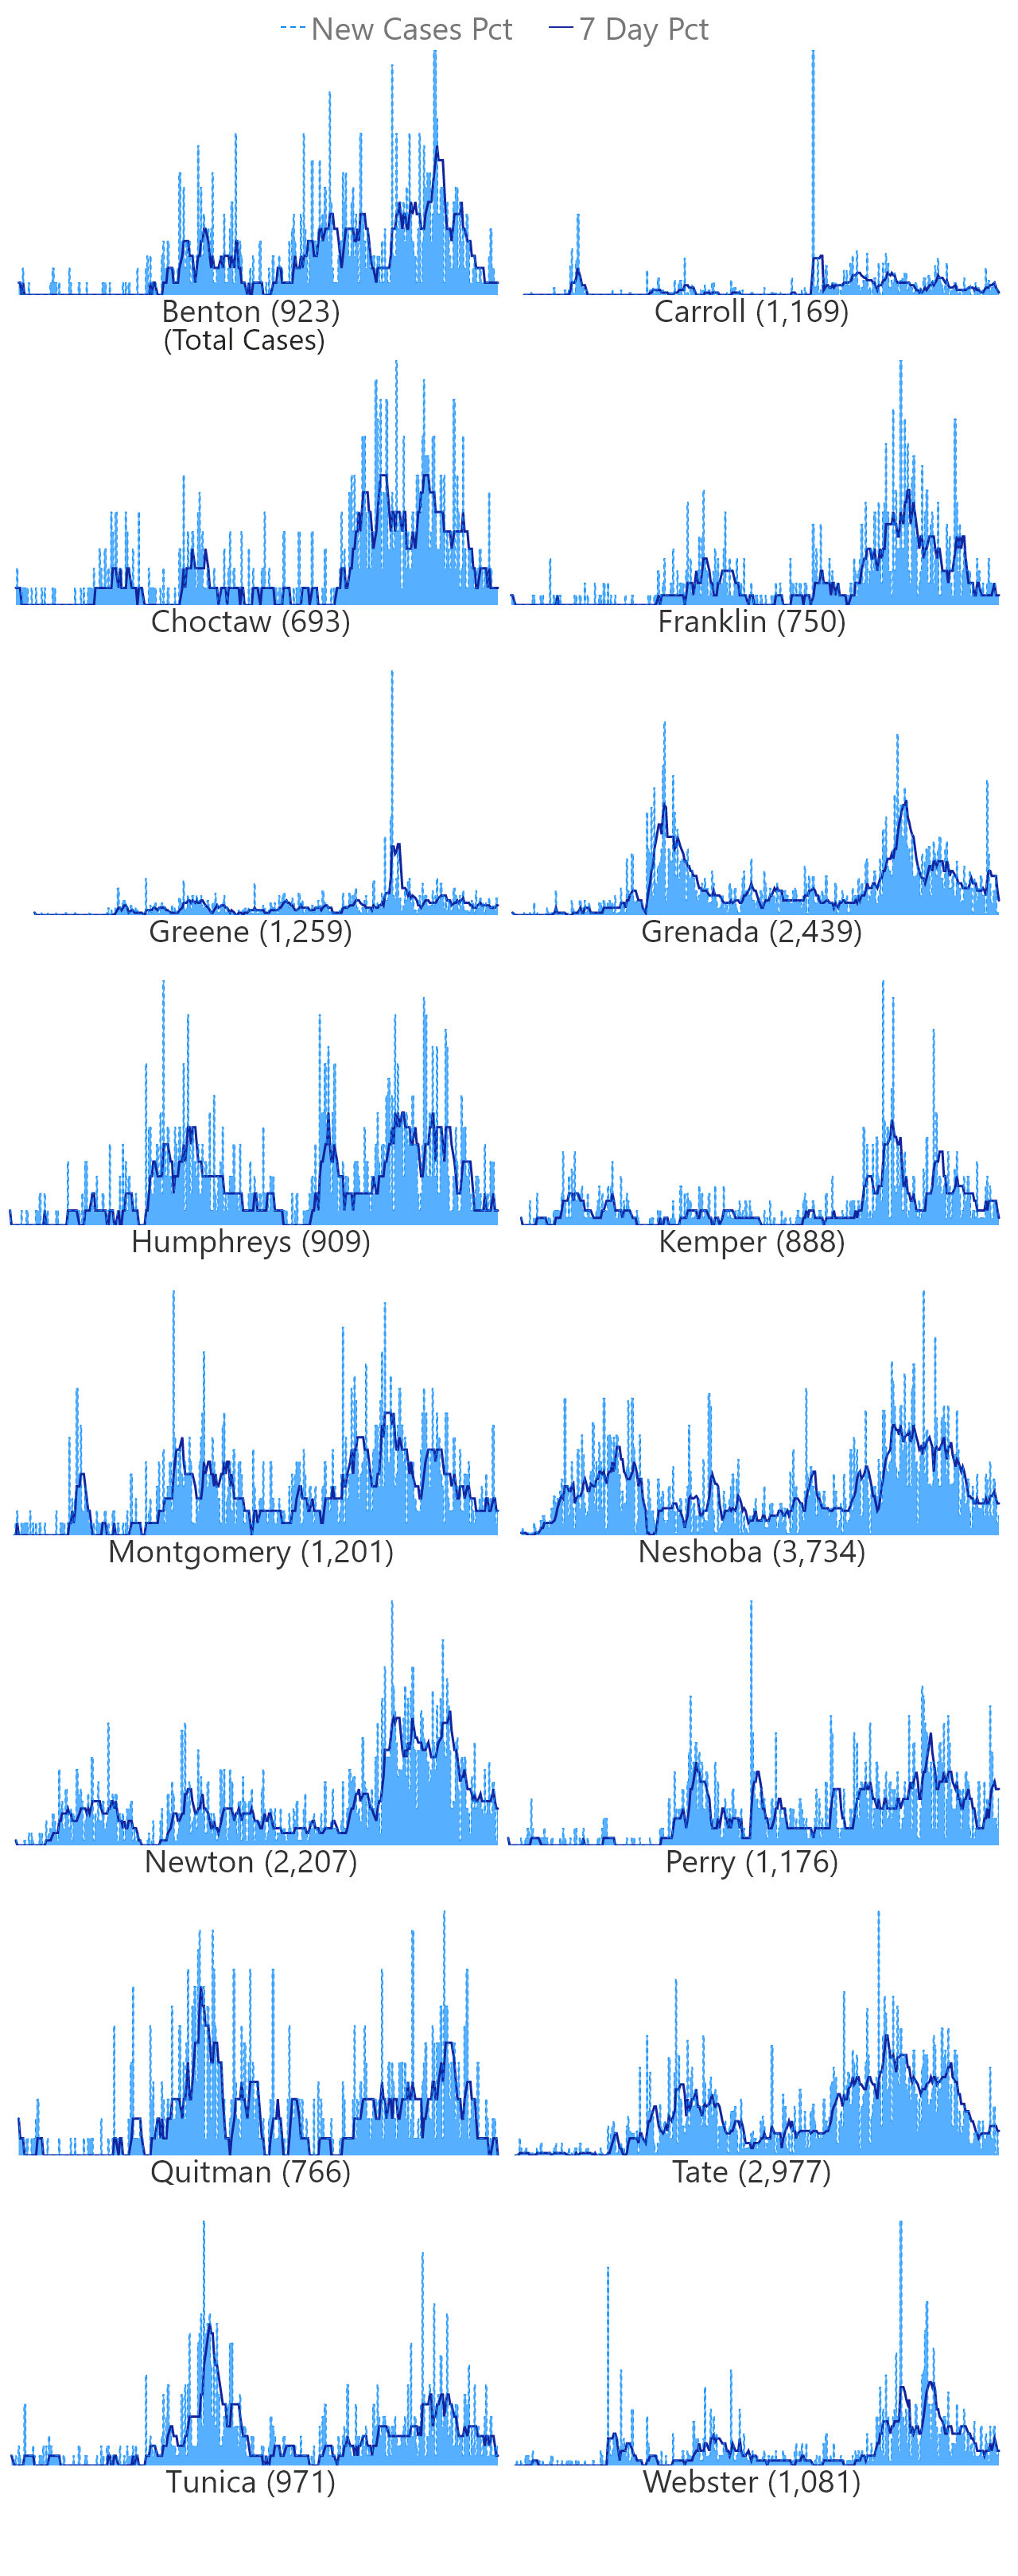 New Cases Pct 7 Day Pct
Benton (923) Carroll (1,169)
(Total Cases)
Choctaw (693) Franklin (750)
Greene (1,259) Grenada (2,439)
Humphreys (909) Kemper (888)
Montgomery (1,201) Neshoba (3,734)
Newton (2,207) Perry (1,176)
Quitman (766) Tate (2,977)
Tunica (971) Webster (1,081)